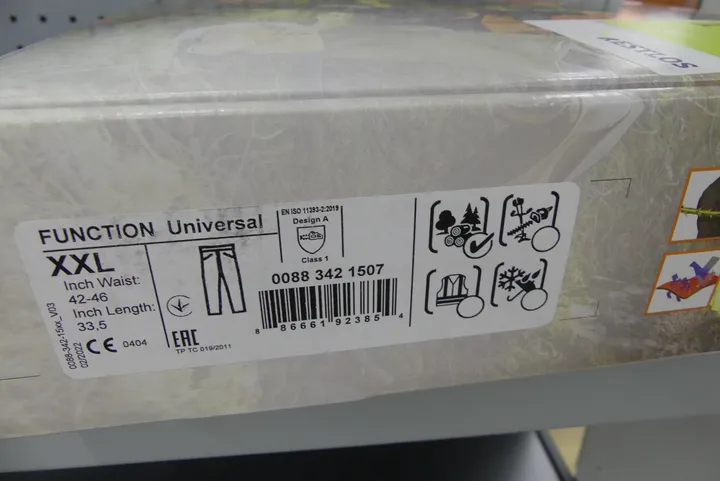 RESTLOS
FUNCTION Universal
XXL
Inch Waist:
42-46
Inch Length:
33,5
CE 0404
0088-342-15xx_V03
02/2022
EAC
TP TC 019/2011
EN ISO 11393-2:2019
Design A
Class 1
0088 342 1507
8 86661 92385 4